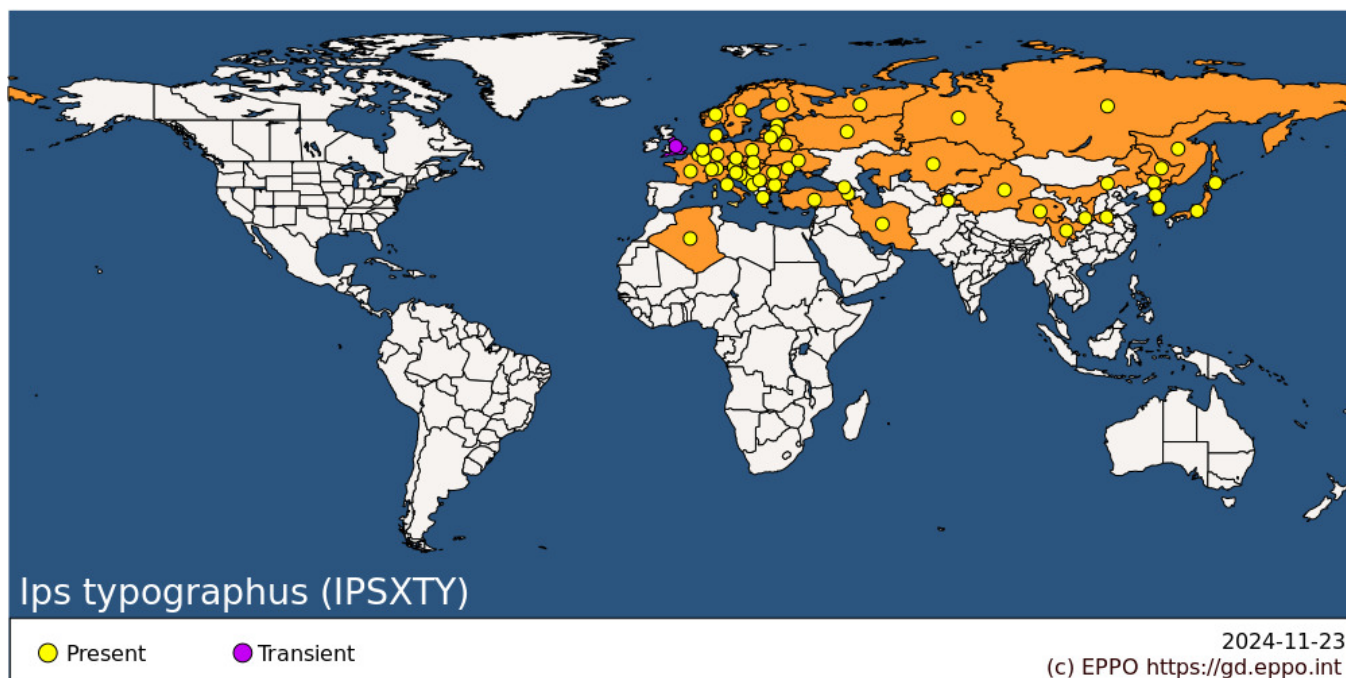 Ips typographus (IPSXTY)
Present
Transient
2024-11-23
(c) EPPO https://gd.eppo.int